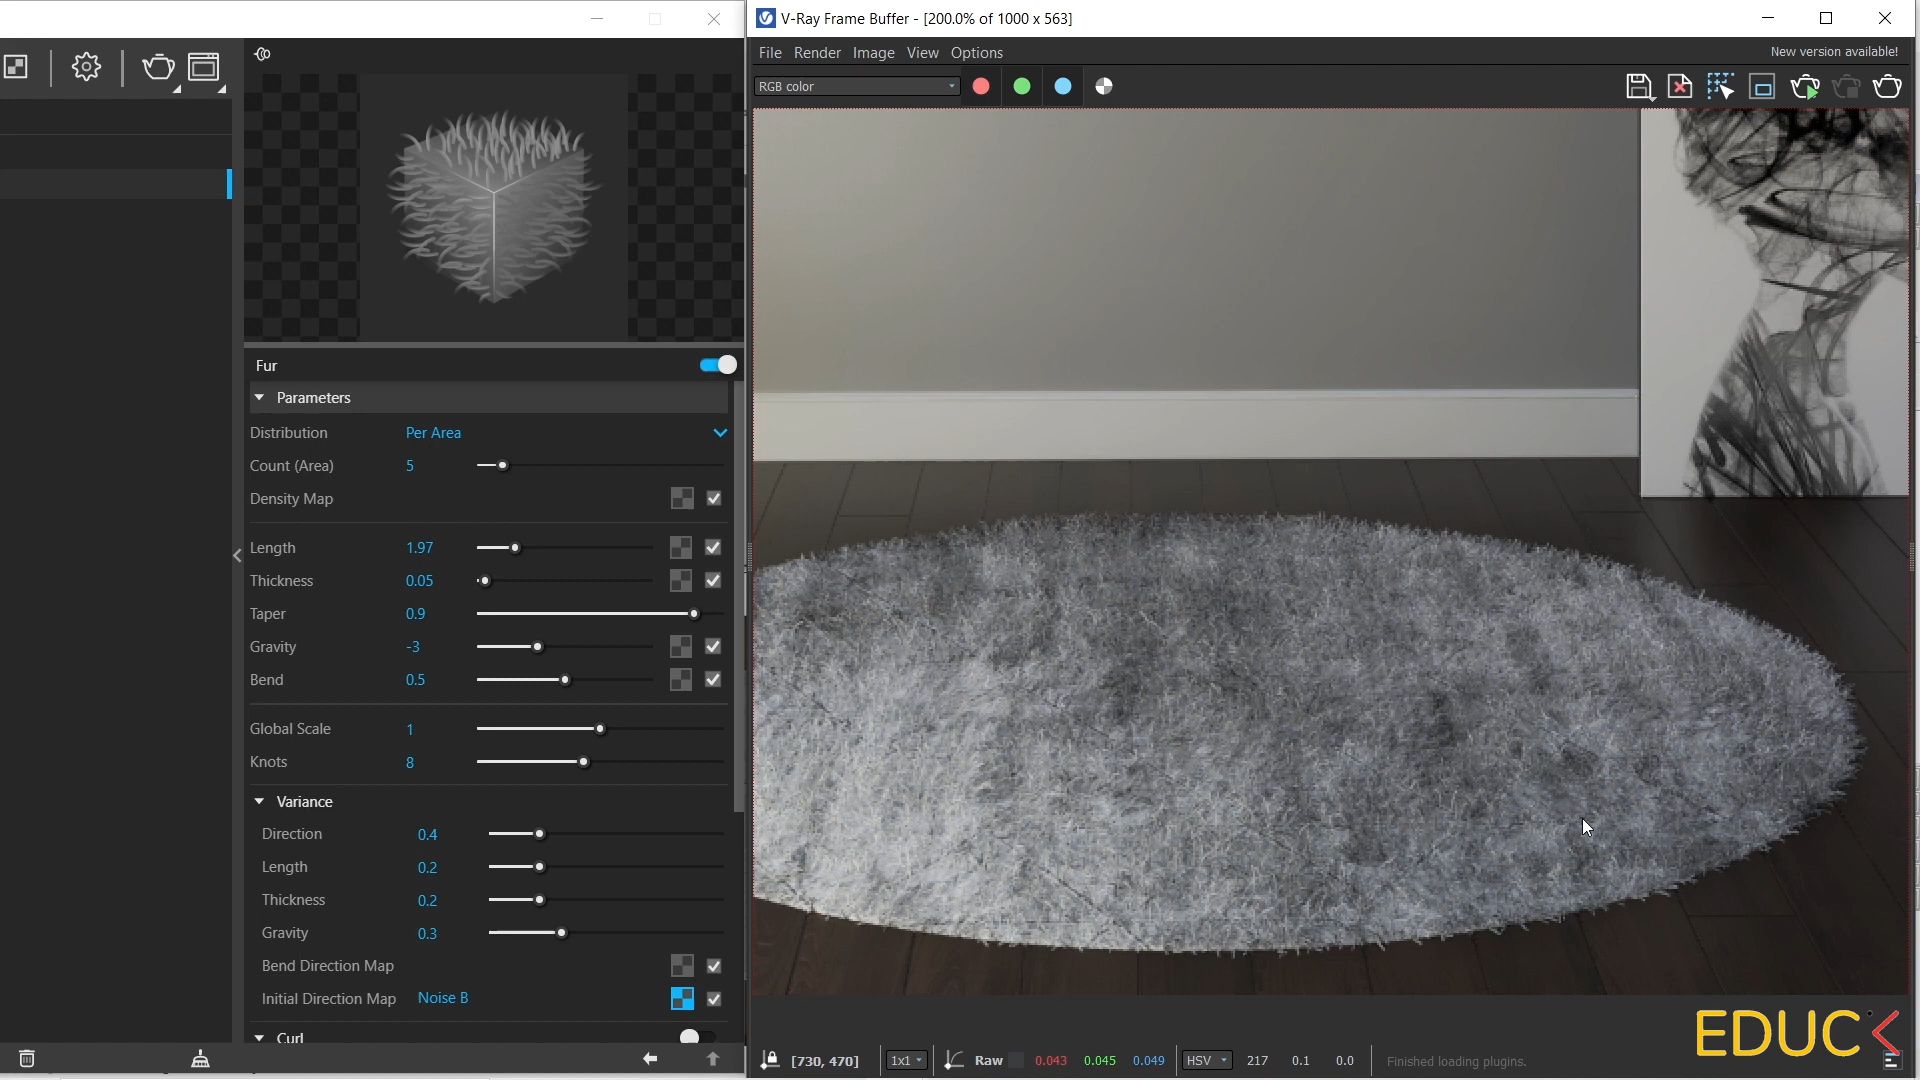 V-Ray Frame Buffer - [200.0% of 1000 x 563]
File Render Image View Options
New version available!
RGB color
Fur
Parameters
Distribution Per Area
Count (Area) 5
Density Map
Length 1.97
Thickness 0.05
Taper 0.9
Gravity -3
Bend 0.5
Global Scale 1
Knots 8
Variance
Direction 0.4
Length 0.2
Thickness 0.2
Gravity 0.3
Bend Direction Map
Initial Direction Map Noise B
Curl
[730, 470] 1x1 Raw 0.043 0.045 0.049 HSV 217 0.1 0.0 Finished loading plugins.
EDUC